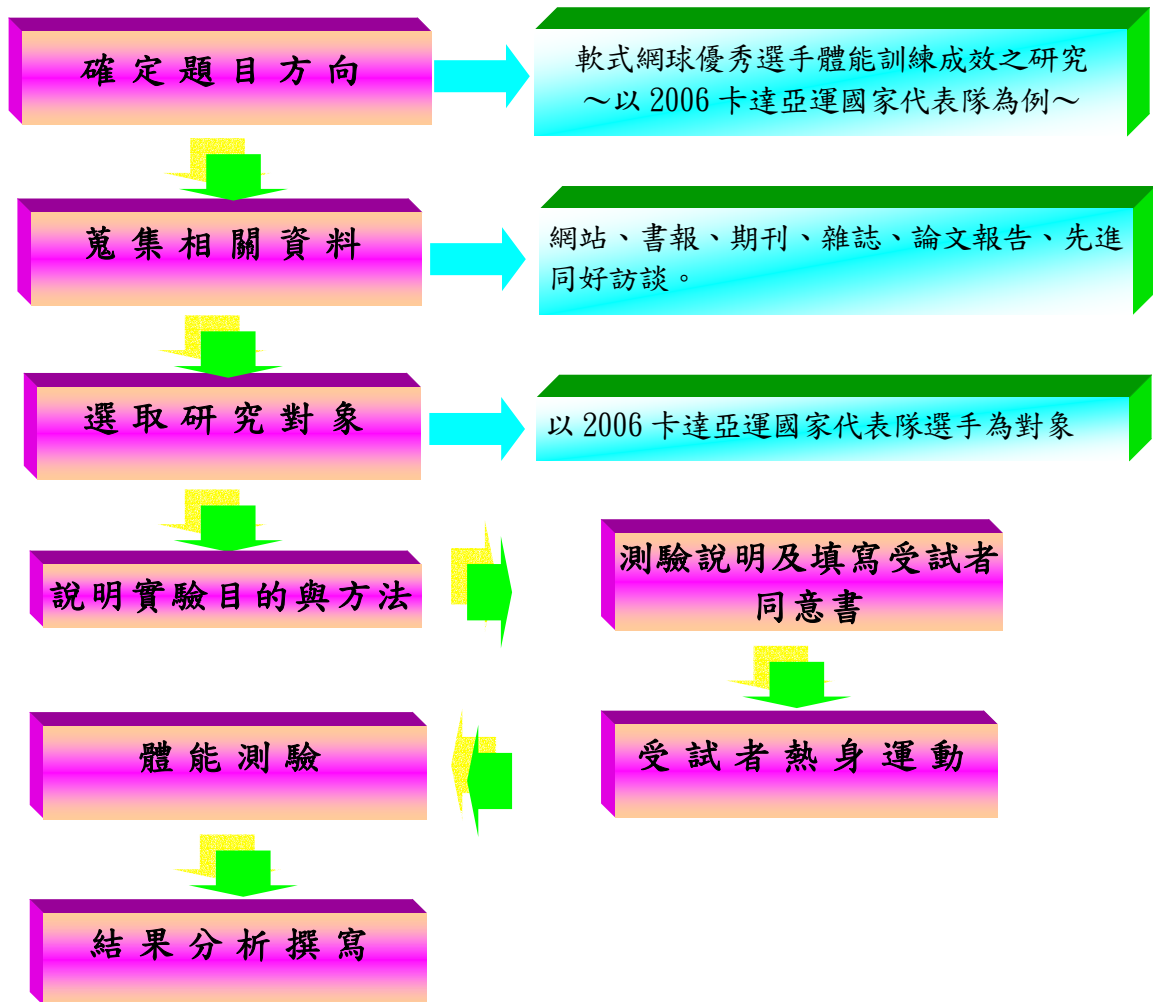 確定題目方向
軟式網球優秀選手體能訓練成效之研究
～以 2006 卡達亞運國家代表隊為例～
蒐集相關資料
網站、書報、期刊、雜誌、論文報告、先進
同好訪談。
選取研究對象
以 2006 卡達亞運國家代表隊選手為對象
說明實驗目的與方法
測驗說明及填寫受試者
同意書
體能測驗
受試者熱身運動
結果分析撰寫